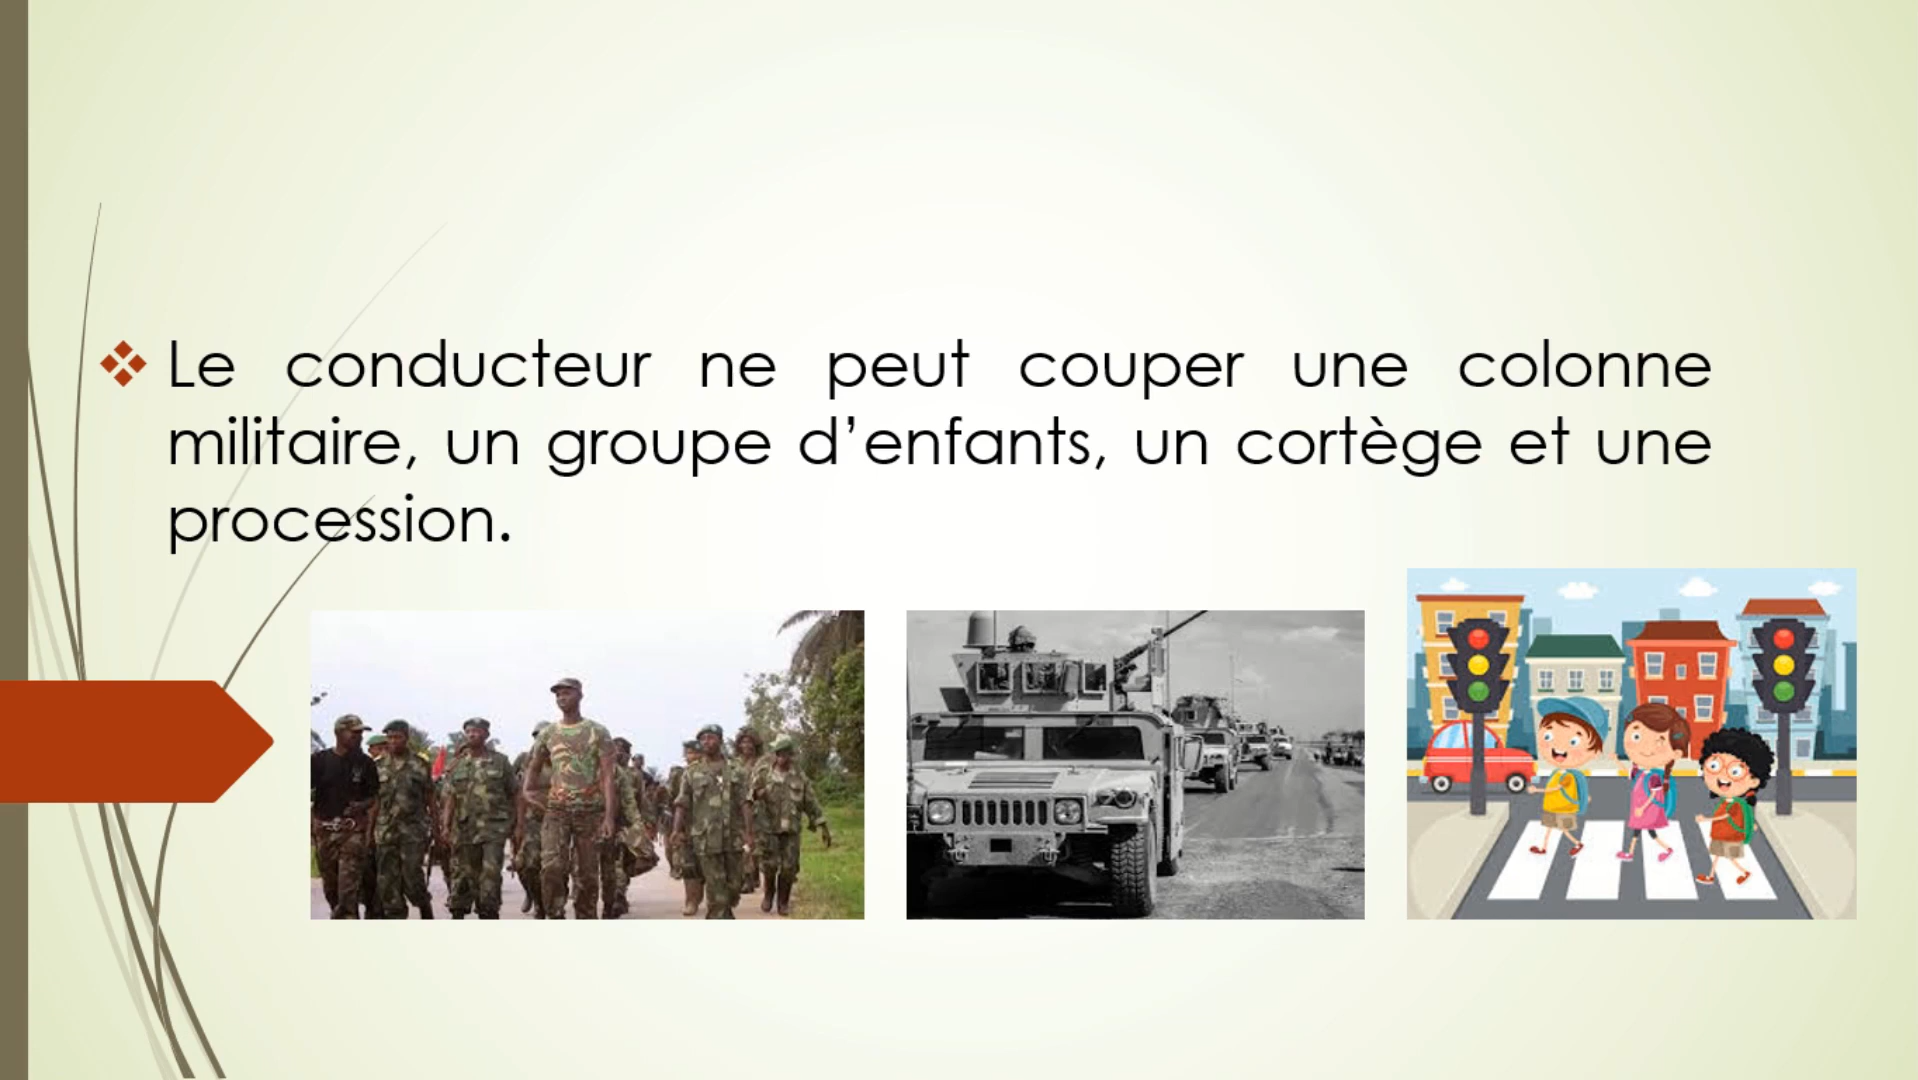 Le conducteur ne peut couper une colonne
militaire, un groupe d’enfants, un cortège et une
procession.